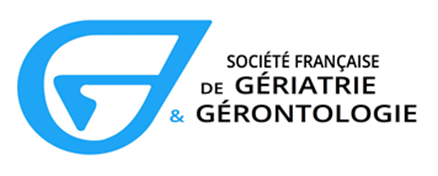 SOCIÉTÉ FRANÇAISE
DE GÉRIATRIE
& GÉRONTOLOGIE